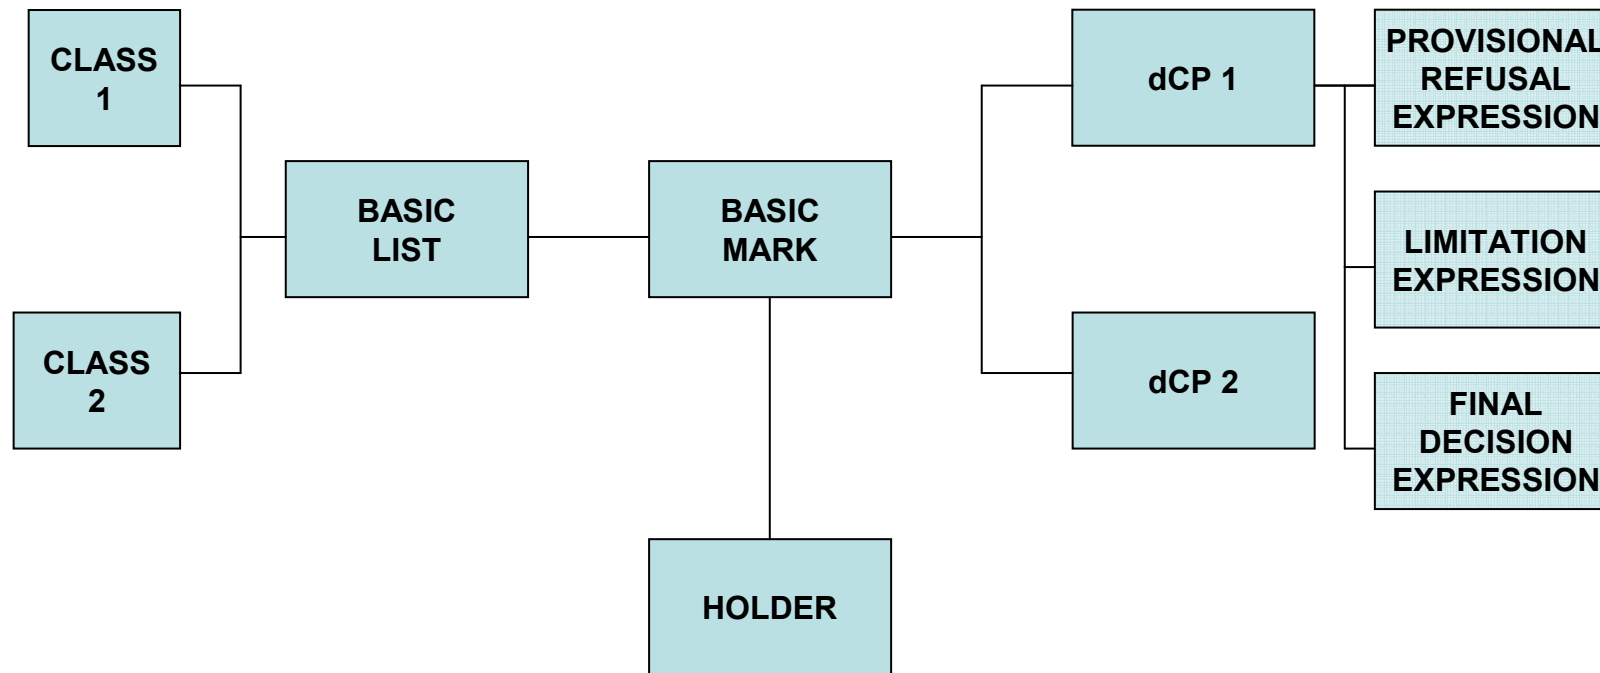 CLASS
1
BASIC
LIST
CLASS
2
BASIC
MARK
HOLDER
dCP 1
dCP 2
PROVISIONAL
REFUSAL
EXPRESSION
LIMITATION
EXPRESSION
FINAL
DECISION
EXPRESSION